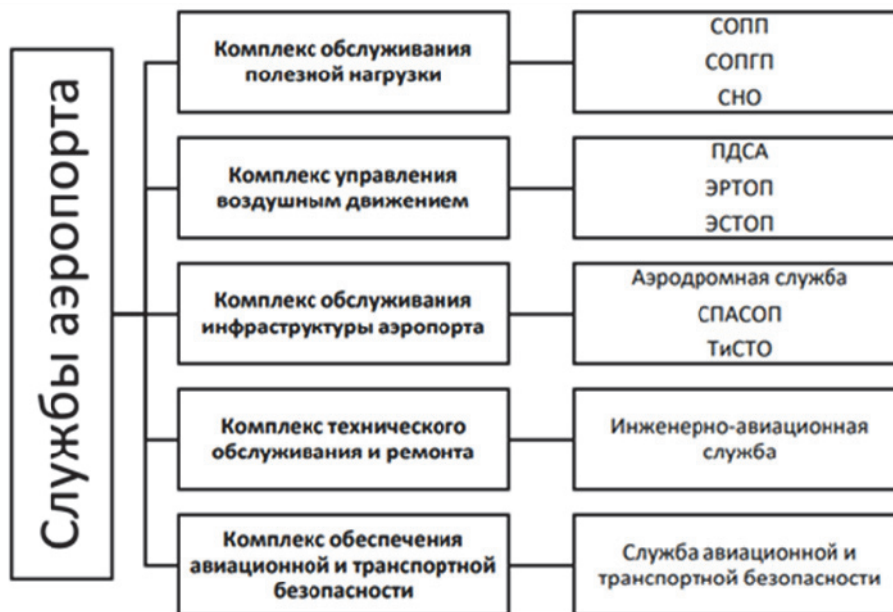 Службы аэропорта
Комплекс обслуживания
полезной нагрузки
СОПП
СОПГП
СНО
Комплекс управления
воздушным движением
ПДСА
ЭРТОП
ЭСТОП
Комплекс обслуживания
инфраструктуры аэропорта
Аэродромная служба
СПАСОП
ТиСТО
Комплекс технического
обслуживания и ремонта
Инженерно-авиационная
служба
Комплекс обеспечения
авиационной и транспортной
безопасности
Служба авиационной и
транспортной безопасности